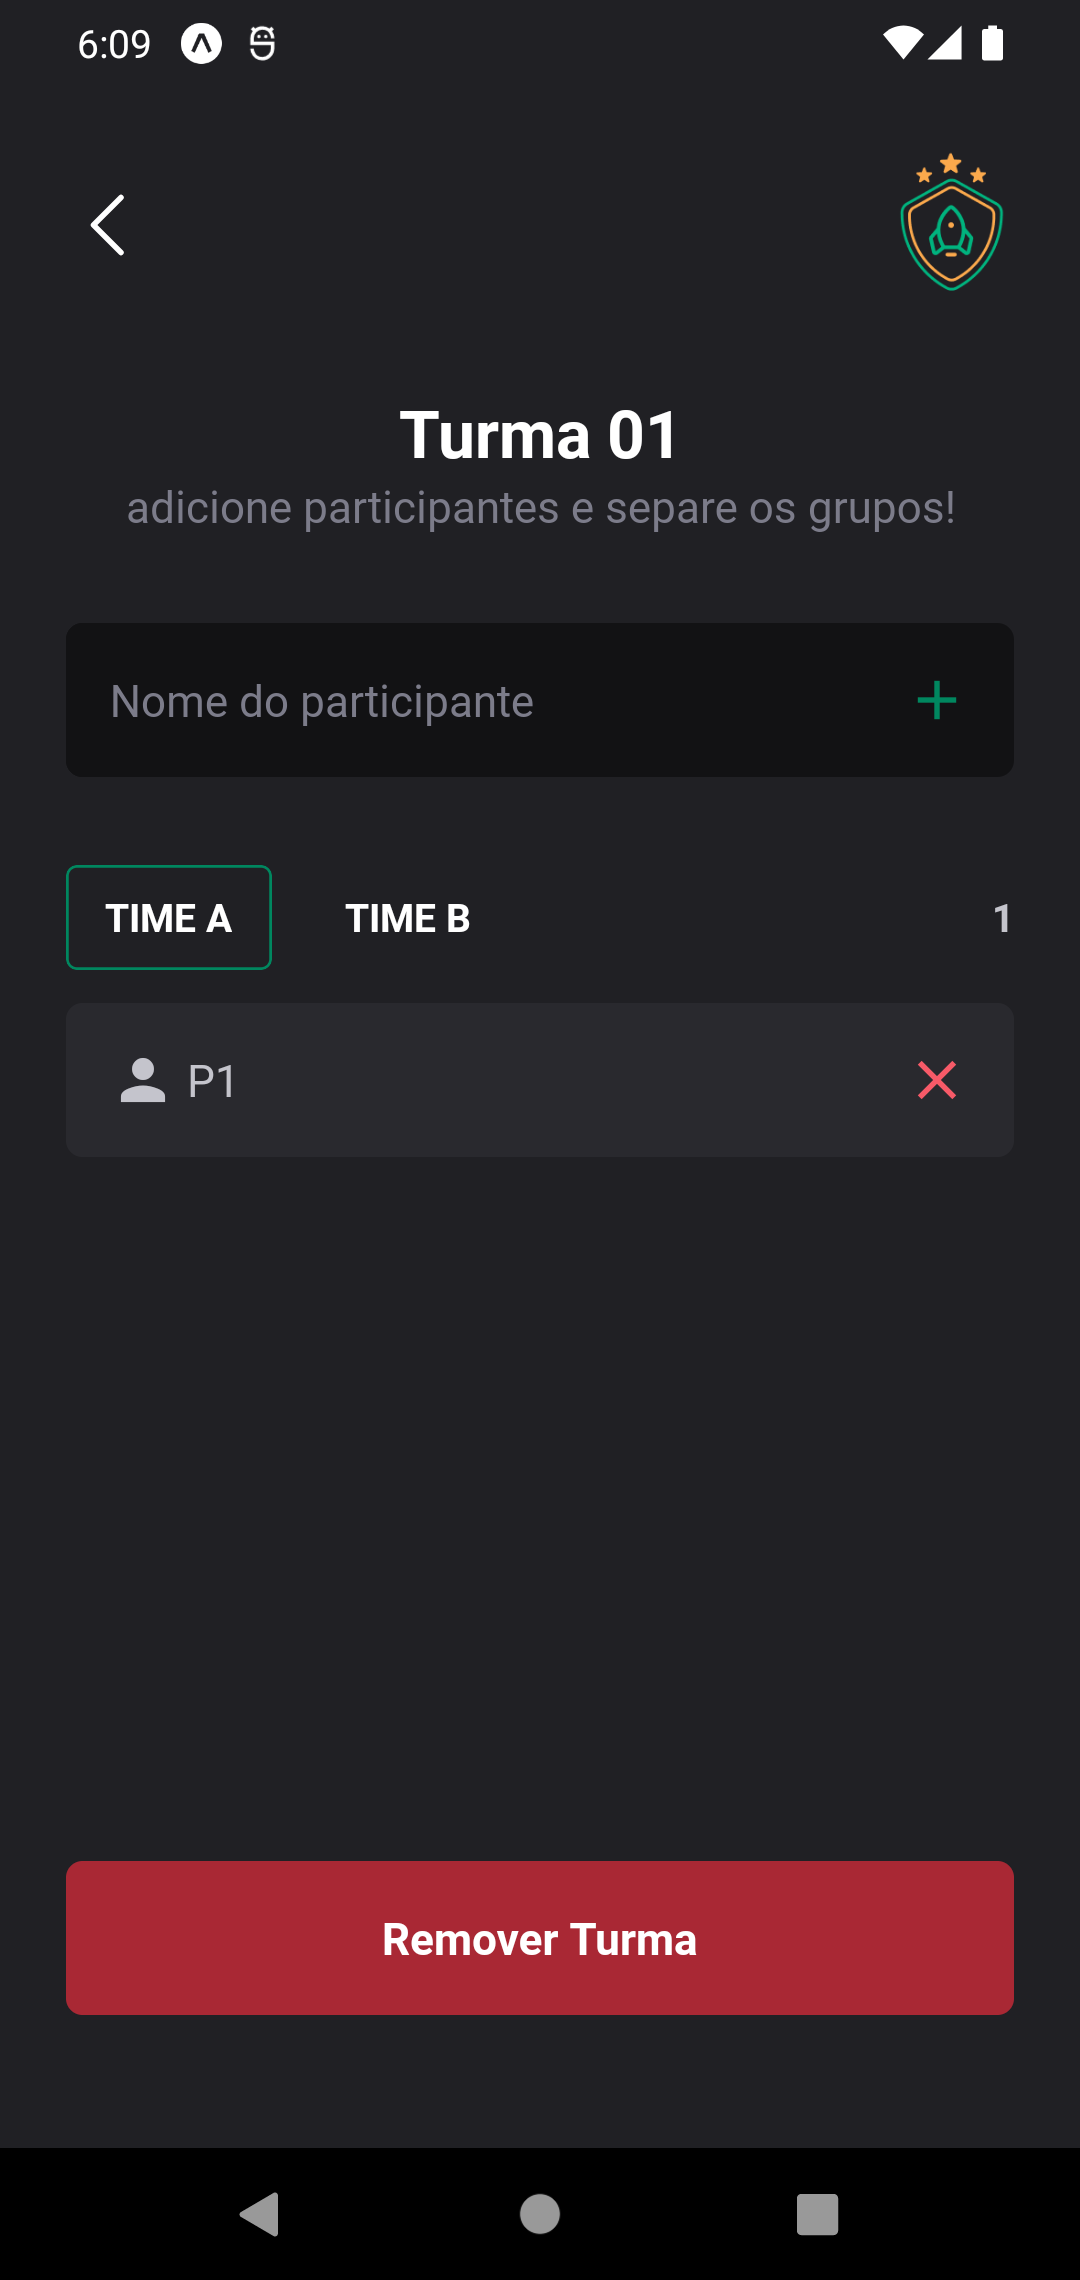 6:09
Turma 01
adicione participantes e separe os grupos!
Nome do participante
TIME A TIME B 1
P1
Remover Turma